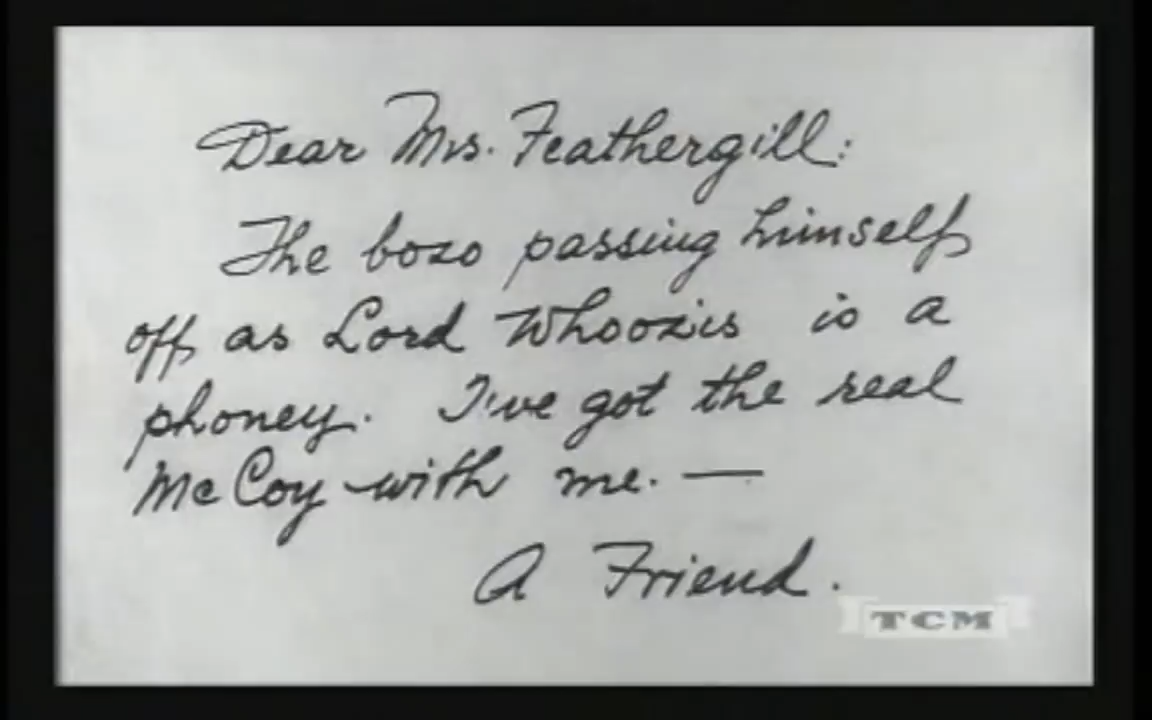 Dear Mrs. Feathergill:
The bozo passing himself
off as Lord Whoozis is a
phoney. I've got the real
McCoy with me. —
A Friend.
TCM